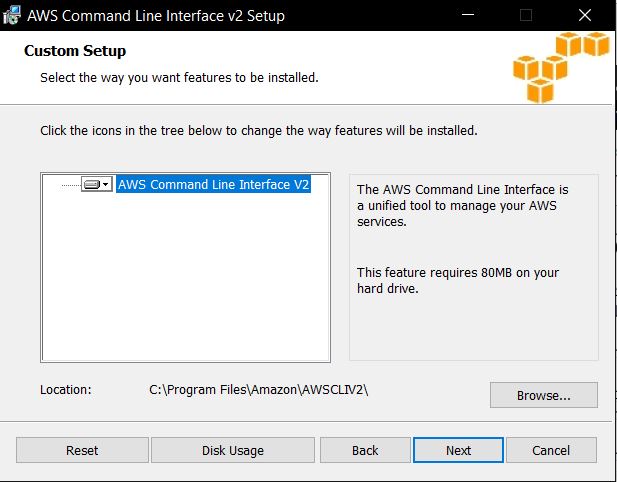 AWS Command Line Interface v2 Setup
Custom Setup
Select the way you want features to be installed.
Click the icons in the tree below to change the way features will be installed.
AWS Command Line Interface V2
The AWS Command Line Interface is
a unified tool to manage your AWS
services.
This feature requires 80MB on your
hard drive.
Location:
C:\Program Files\Amazon\AWSCLIV2\
Browse...
Reset
Disk Usage
Back
Next
Cancel